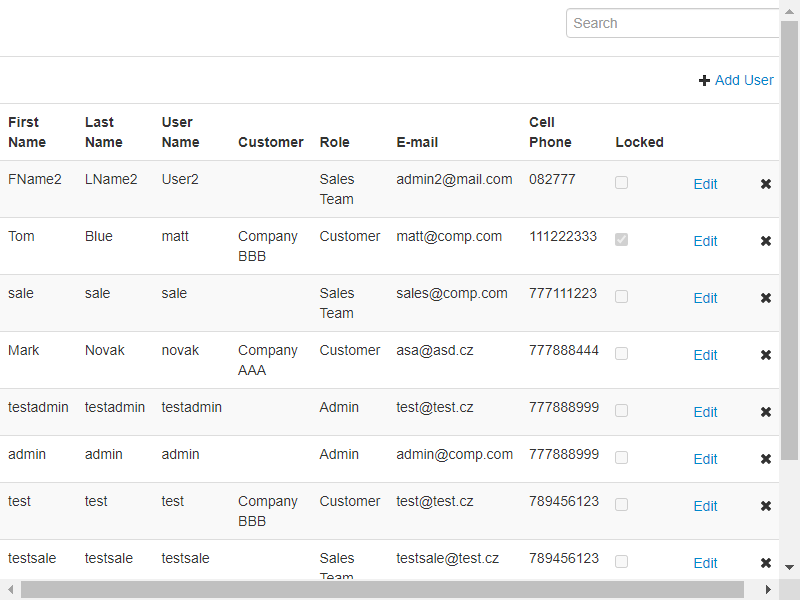 Search
Add User
First Name Last Name User Name Customer Role E-mail Cell Phone Locked
FName2 LName2 User2 Sales Team admin2@mail.com 082777 Edit
Tom Blue matt Company BBB Customer matt@comp.com 111222333 Edit
sale sale sale Sales Team sales@comp.com 777111223 Edit
Mark Novak novak Company AAA Customer asa@asd.cz 777888444 Edit
testadmin testadmin testadmin Admin test@test.cz 777888999 Edit
admin admin admin Admin admin@comp.com 777888999 Edit
test test test Company BBB Customer test@test.cz 789456123 Edit
testsale testsale testsale Sales Team testsale@test.cz 789456123 Edit